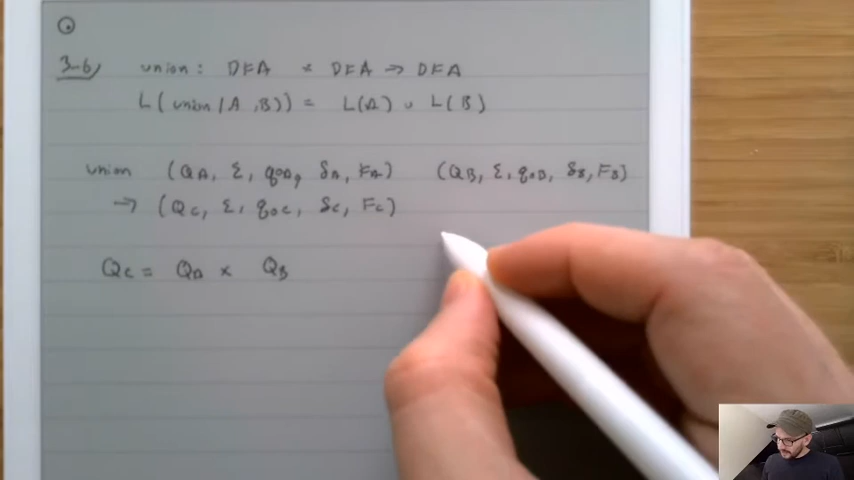 3-6/ union: DFA × DFA → DFA
L(union(A,B)) = L(A) ∪ L(B)
union (QA, Σ, q0A, δA, FA) (QB, Σ, q0B, δB, FB)
→ (Qc, Σ, q0c, δc, Fc)
Qc = QA × QB